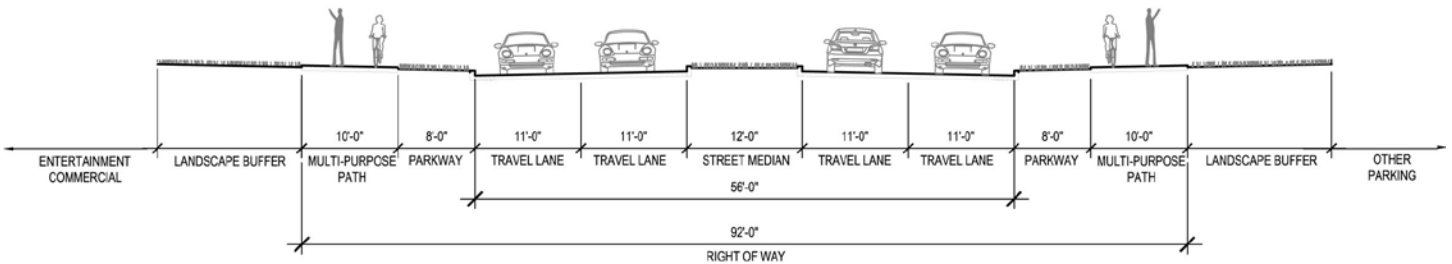 10'-0" 8'-0" 11'-0" 11'-0" 12'-0" 11'-0" 11'-0" 8'-0" 10'-0"
ENTERTAINMENT LANDSCAPE BUFFER MULTI-PURPOSE PARKWAY TRAVEL LANE TRAVEL LANE STREET MEDIAN TRAVEL LANE TRAVEL LANE PARKWAY MULTI-PURPOSE LANDSCAPE BUFFER OTHER
COMMERCIAL PATH PATH PARKING
56'-0"
92'-0"
RIGHT OF WAY